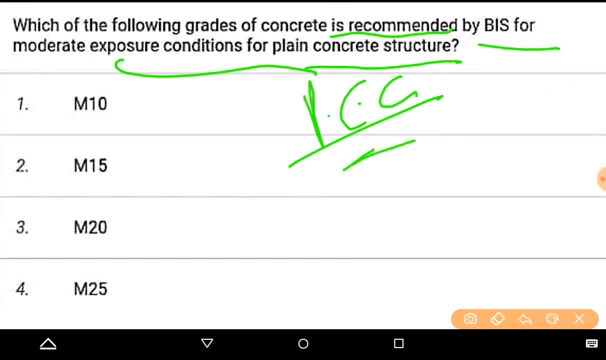 Which of the following grades of concrete is recommended by BIS for
moderate exposure conditions for plain concrete structure?
P.C.C.
1. M10
2. M15
3. M20
4. M25